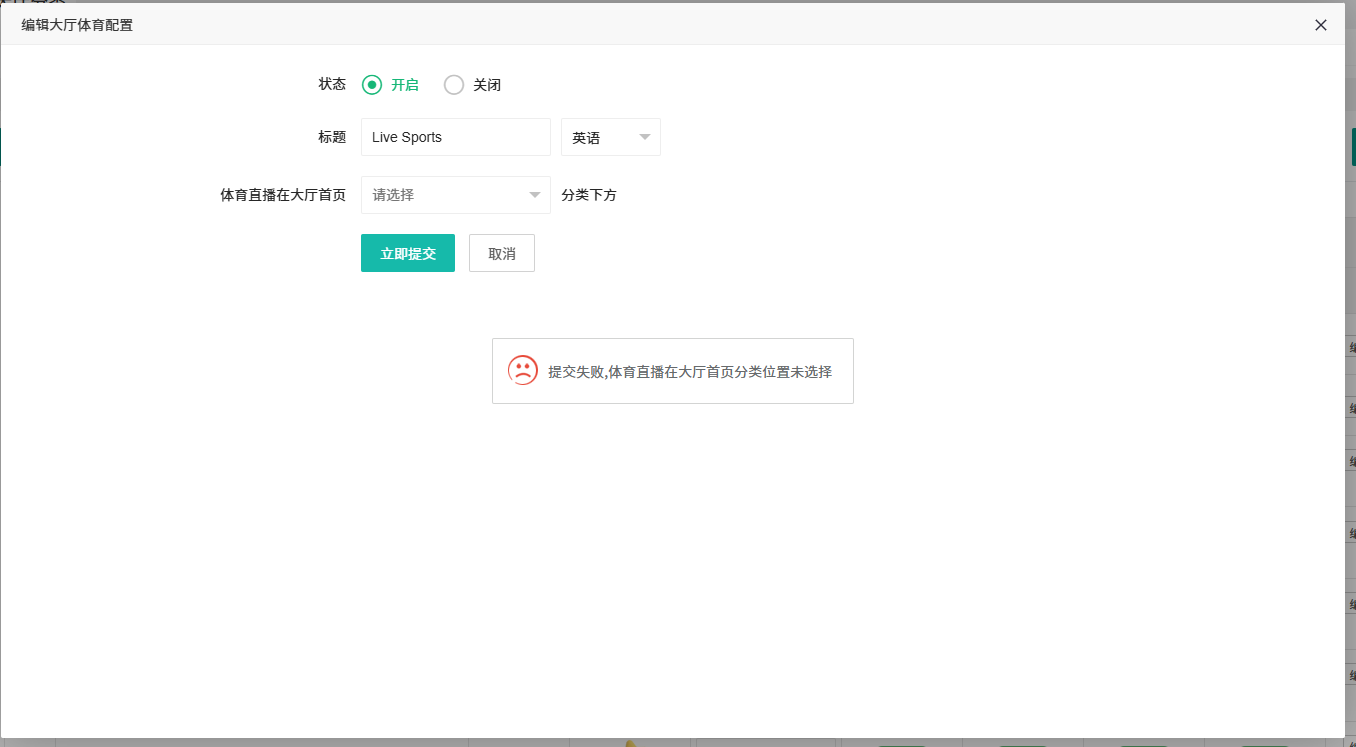 编辑大厅体育配置
状态 开启 关闭
标题 Live Sports 英语
体育直播在大厅首页 请选择 分类下方
立即提交 取消
提交失败,体育直播在大厅首页分类位置未选择